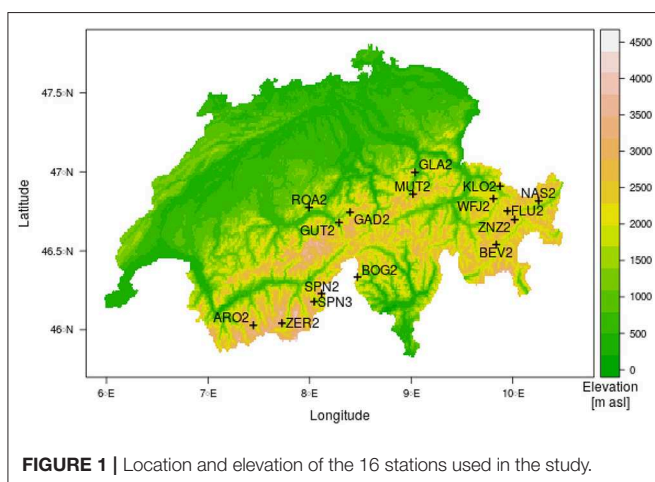 47.5°N
47°N
46.5°N
46°N
Latitude
6°E
7°E
8°E
9°E
10°E
Longitude
GLA2
MUT2
KLO2
NAS2
WFJ2
FLU2
ROA2
GAD2
GUT2
ZNZ2
BEV2
BOG2
SPN2
SPN3
ARO2
ZER2
4500
4000
3500
3000
2500
2000
1500
1000
500
0
Elevation
[m asl]
FIGURE 1 | Location and elevation of the 16 stations used in the study.